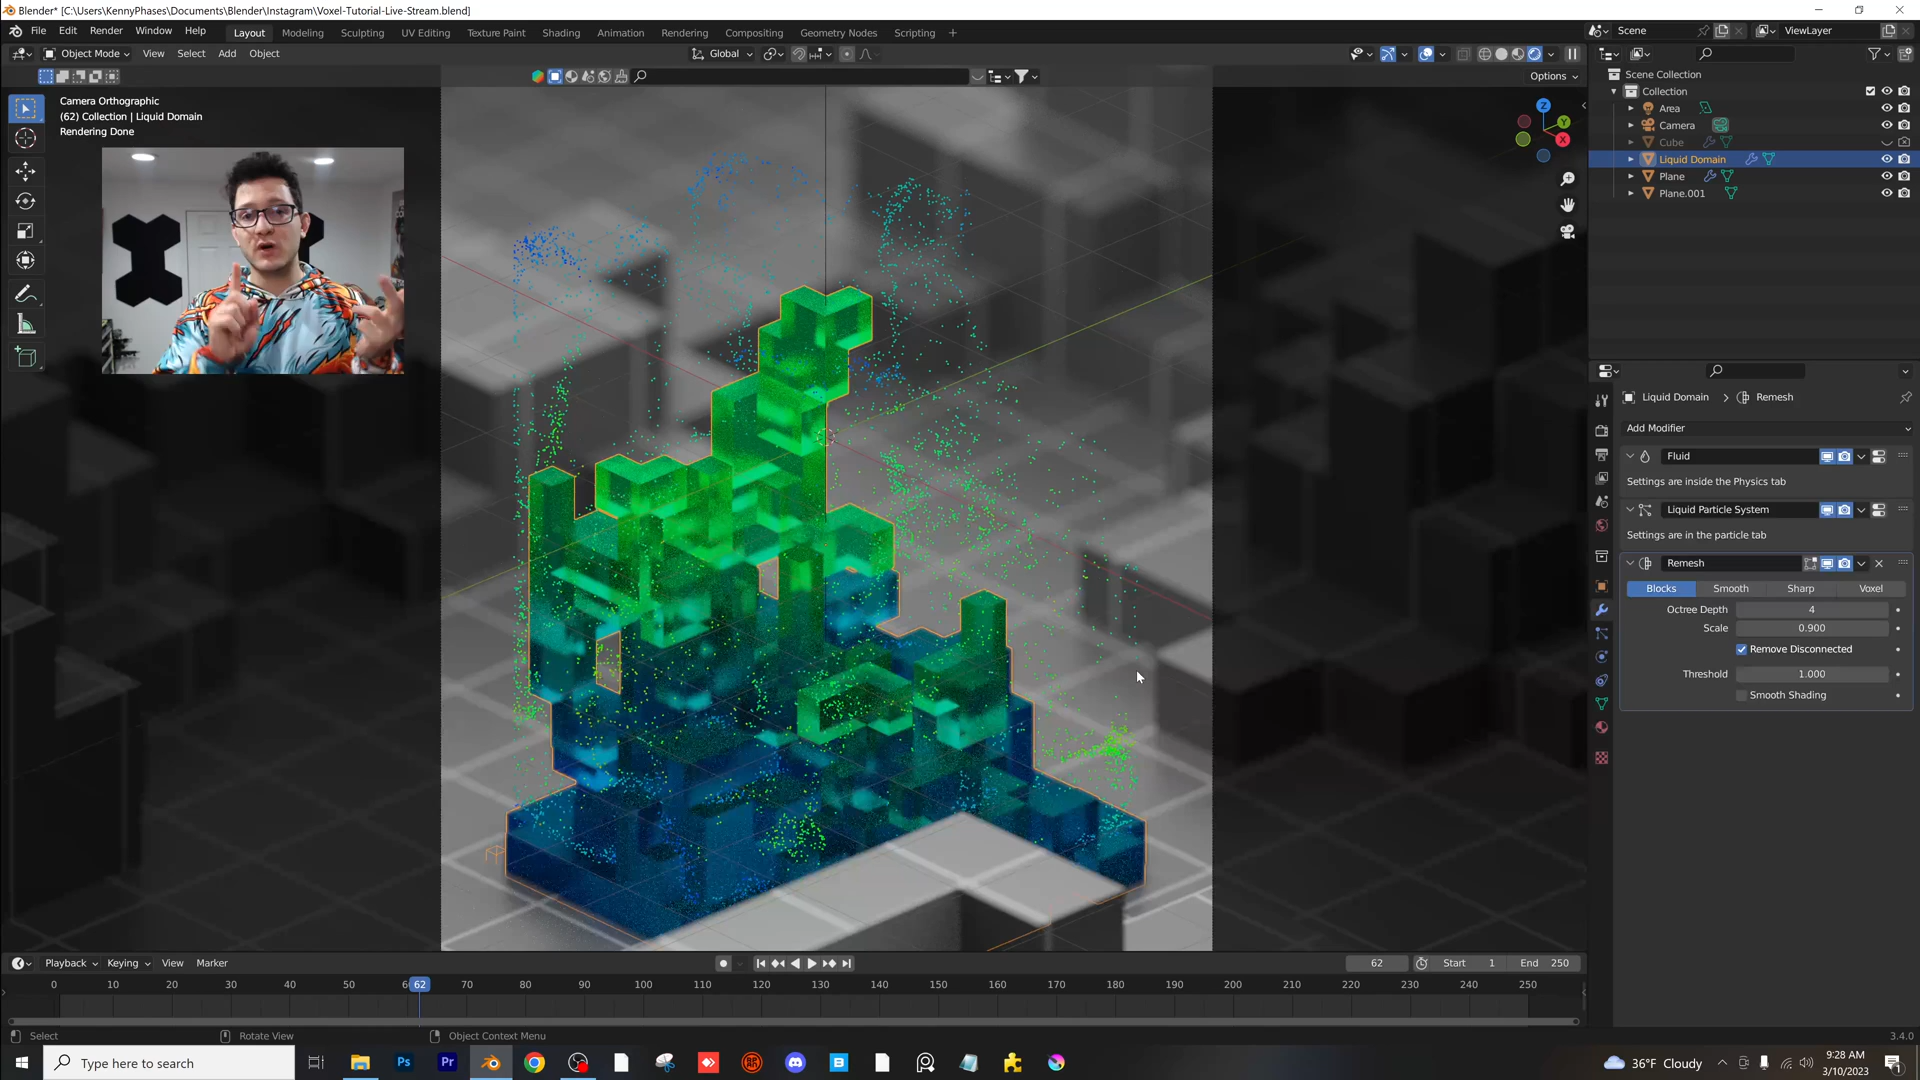 Blender* [C:\Users\KennyPhases\Documents\Blender\Instagram\Voxel-Tutorial-Live-Stream.blend]
File Edit Render Window Help Layout Modeling Sculpting UV Editing Texture Paint Shading Animation Rendering Compositing Geometry Nodes Scripting + Scene ViewLayer
Object Mode View Select Add Object Global
Options
Camera Orthographic
(62) Collection | Liquid Domain
Rendering Done
Z
Y
X
Scene Collection
Collection
Area
Camera
Cube
Liquid Domain
Plane
Plane.001
Liquid Domain > Remesh
Add Modifier
Fluid
Settings are inside the Physics tab
Liquid Particle System
Settings are in the particle tab
Remesh
Blocks Smooth Sharp Voxel
Octree Depth 4
Scale 0.900
Remove Disconnected
Threshold 1.000
Smooth Shading
Playback Keying View Marker 62 Start 1 End 250
0 10 20 30 40 50 6 62 70 80 90 100 110 120 130 140 150 160 170 180 190 200 210 220 230 240 250
Select Rotate View Object Context Menu 3.4.0
Type here to search Ps Pr 36°F Cloudy 9:28 AM
3/10/2023
1